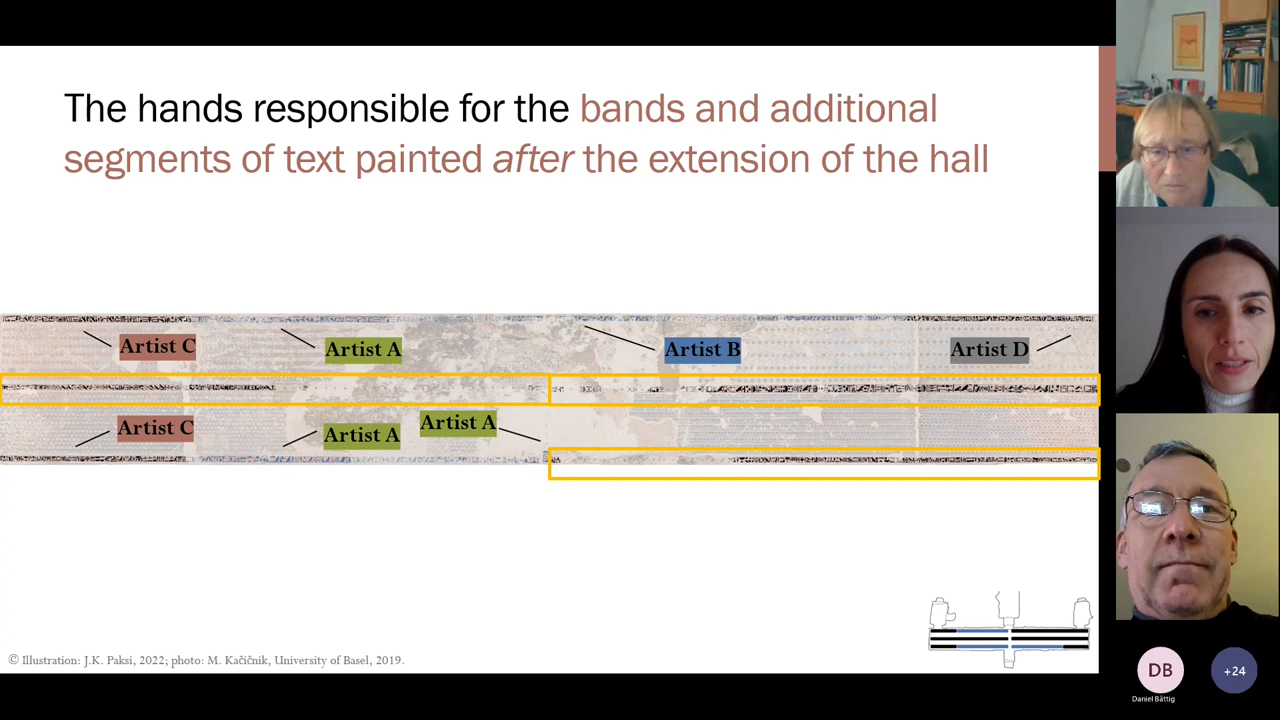 The hands responsible for the bands and additional
segments of text painted after the extension of the hall
Artist C
Artist A
Artist B
Artist D
Artist C
Artist A
Artist A
© Illustration: J.K. Paksi, 2022; photo: M. Kačičnik, University of Basel, 2019.
DB
+24
Daniel Bättig